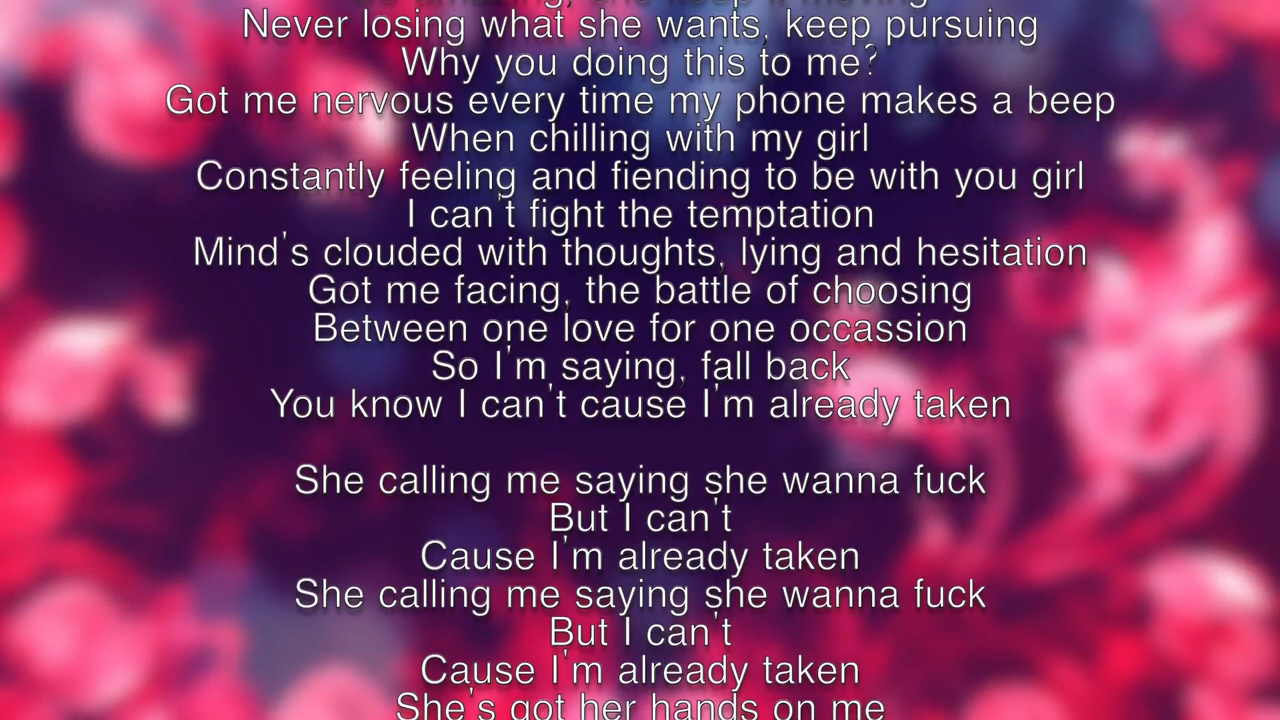 Never losing what she wants, keep pursuing
Why you doing this to me?
Got me nervous every time my phone makes a beep
When chilling with my girl
Constantly feeling and fiending to be with you girl
I can't fight the temptation
Mind's clouded with thoughts, lying and hesitation
Got me facing, the battle of choosing
Between one love for one occassion
So I'm saying, fall back
You know I can't cause I'm already taken
She calling me saying she wanna fuck
But I can't
Cause I'm already taken
She calling me saying she wanna fuck
But I can't
Cause I'm already taken
She's got her hands on me